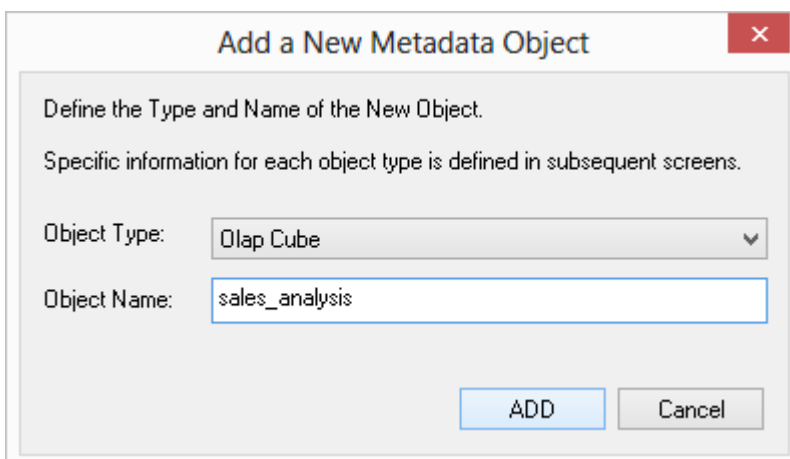 Add a New Metadata Object
Define the Type and Name of the New Object.
Specific information for each object type is defined in subsequent screens.
Object Type: Olap Cube
Object Name: sales_analysis
ADD Cancel